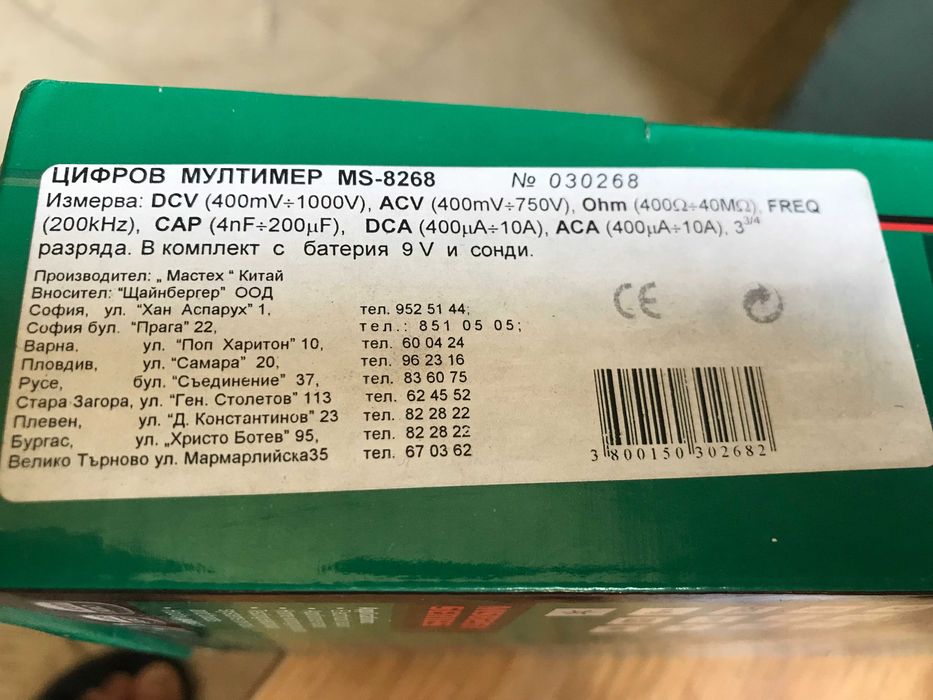 ЦИФРОВ МУЛТИМЕР MS-8268 № 030268
Измерва: DCV (400mV÷1000V), ACV (400mV÷750V), Ohm (400Ω÷40MΩ), FREQ
(200kHz), CAP (4nF÷200µF), DCA (400µA÷10A), ACA (400µA÷10A), 3 3/4
разряда. В комплект с батерия 9 V и сонди.
Производител: „ Мастех “ Китай
Вносител: "Щайнбергер" ООД
София, ул. “Хан Аспарух” 1, тел. 952 51 44;
София бул. “Прага” 22, тел.: 851 05 05;
Варна, ул. “Поп Харитон” 10, тел. 60 04 24
Пловдив, ул. “Самара” 20, тел. 96 23 16
Русе, бул. “Съединение” 37, тел. 83 60 75
Стара Загора, ул. “Ген. Столетов” 113 тел. 62 45 52
Плевен, ул. “Д. Константинов” 23 тел. 82 28 22
Бургас, ул. „Христо Ботев” 95, тел. 82 28 22
Велико Търново ул. Мармарлийска35 тел. 67 03 62
CE
3 800150 302682